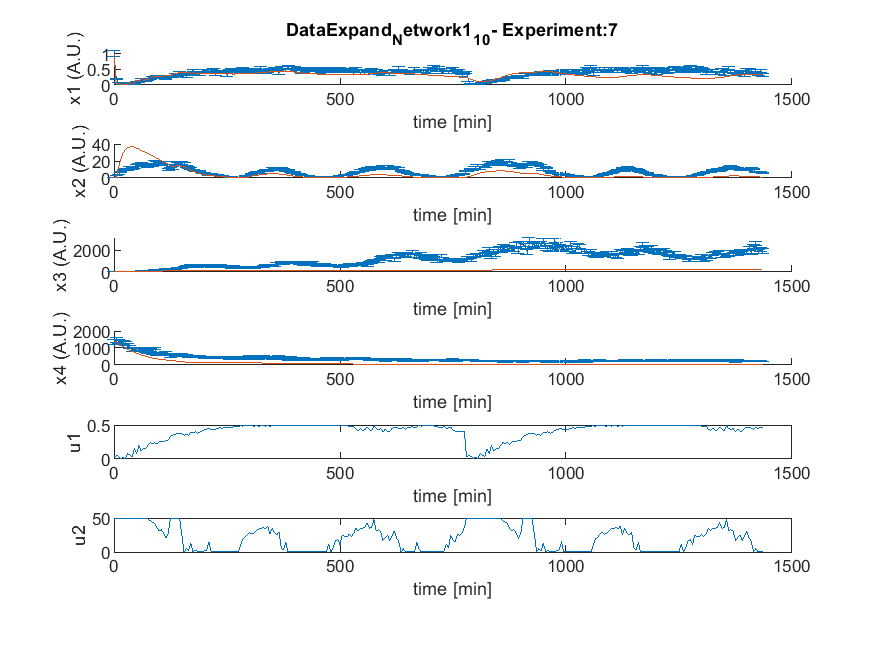 DataExpand_Network1_10 - Experiment:7
x1 (A.U.)
1
0.5
0
0 500 1000 1500
time [min]
x2 (A.U.)
40
20
0
0 500 1000 1500
time [min]
x3 (A.U.)
2000
0
0 500 1000 1500
time [min]
x4 (A.U.)
2000
1000
0
0 500 1000 1500
time [min]
u1
0.5
0
0 500 1000 1500
time [min]
u2
50
0
0 500 1000 1500
time [min]